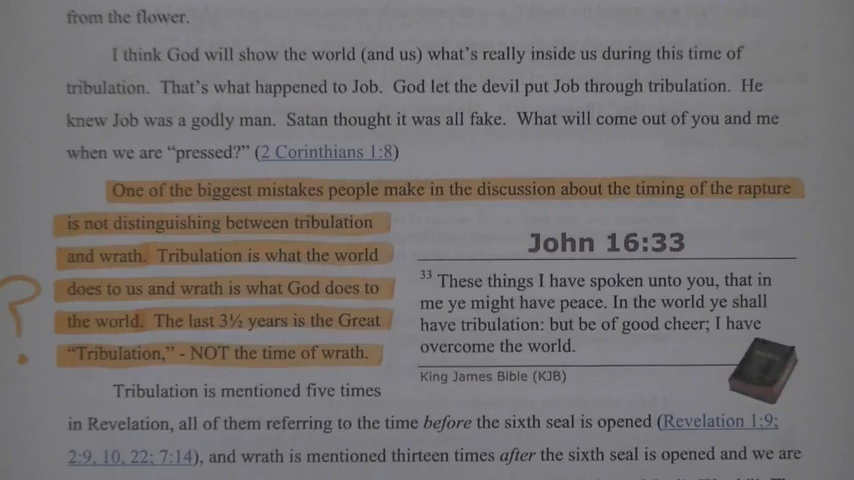 from the flower.
I think God will show the world (and us) what's really inside us during this time of
tribulation. That's what happened to Job. God let the devil put Job through tribulation. He
knew Job was a godly man. Satan thought it was all fake. What will come out of you and me
when we are "pressed?" (2 Corinthians 1:8)
One of the biggest mistakes people make in the discussion about the timing of the rapture
is not distinguishing between tribulation
and wrath. Tribulation is what the world
does to us and wrath is what God does to
the world. The last 3½ years is the Great
"Tribulation," - NOT the time of wrath.
?
John 16:33
33 These things I have spoken unto you, that in
me ye might have peace. In the world ye shall
have tribulation: but be of good cheer; I have
overcome the world.
King James Bible (KJB)
Tribulation is mentioned five times
in Revelation, all of them referring to the time before the sixth seal is opened (Revelation 1:9;
2:9, 10, 22; 7:14), and wrath is mentioned thirteen times after the sixth seal is opened and we are